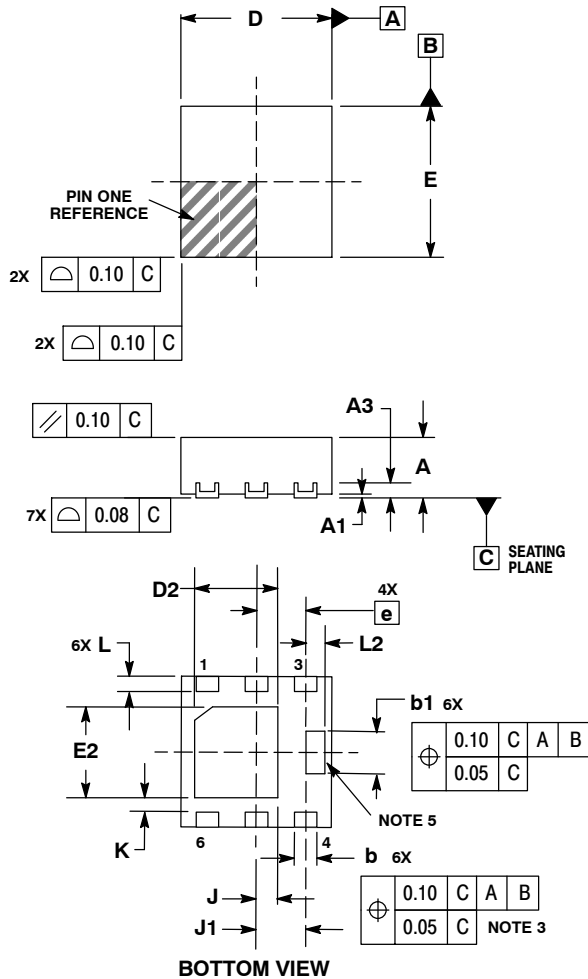 D
A
B
E
PIN ONE
REFERENCE
2X ⌓ 0.10 C
2X ⌓ 0.10 C
A3
⫽ 0.10 C
A
7X ⌓ 0.08 C
A1
C SEATING
PLANE
D2
4X
e
6X L
L2
1
3
b1 6X
⌖ 0.10 C A B
0.05 C
E2
NOTE 5
K
6
4
b 6X
J
⌖ 0.10 C A B
0.05 C NOTE 3
J1
BOTTOM VIEW